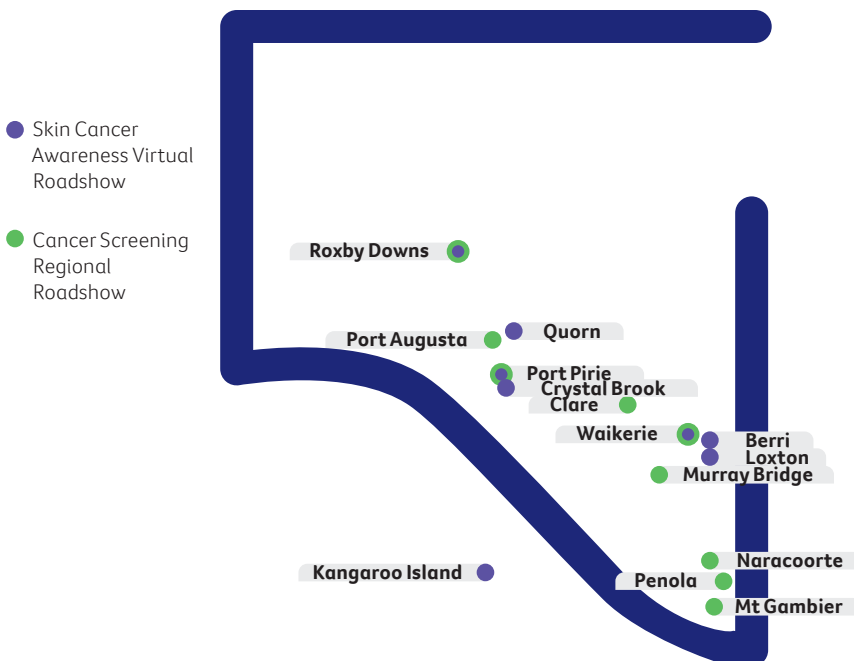 Skin Cancer
Awareness Virtual
Roadshow
Cancer Screening
Regional
Roadshow
Roxby Downs
Quorn
Port Augusta
Port Pirie
Crystal Brook
Clare
Waikerie
Berri
Loxton
Murray Bridge
Naracoorte
Kangaroo Island
Penola
Mt Gambier